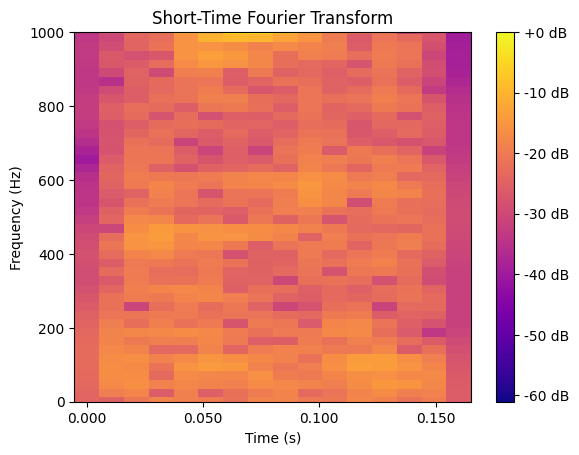 Short-Time Fourier Transform
1000
800
600
400
200
0
Frequency (Hz)
0.000
0.050
0.100
0.150
Time (s)
+0 dB
-10 dB
-20 dB
-30 dB
-40 dB
-50 dB
-60 dB